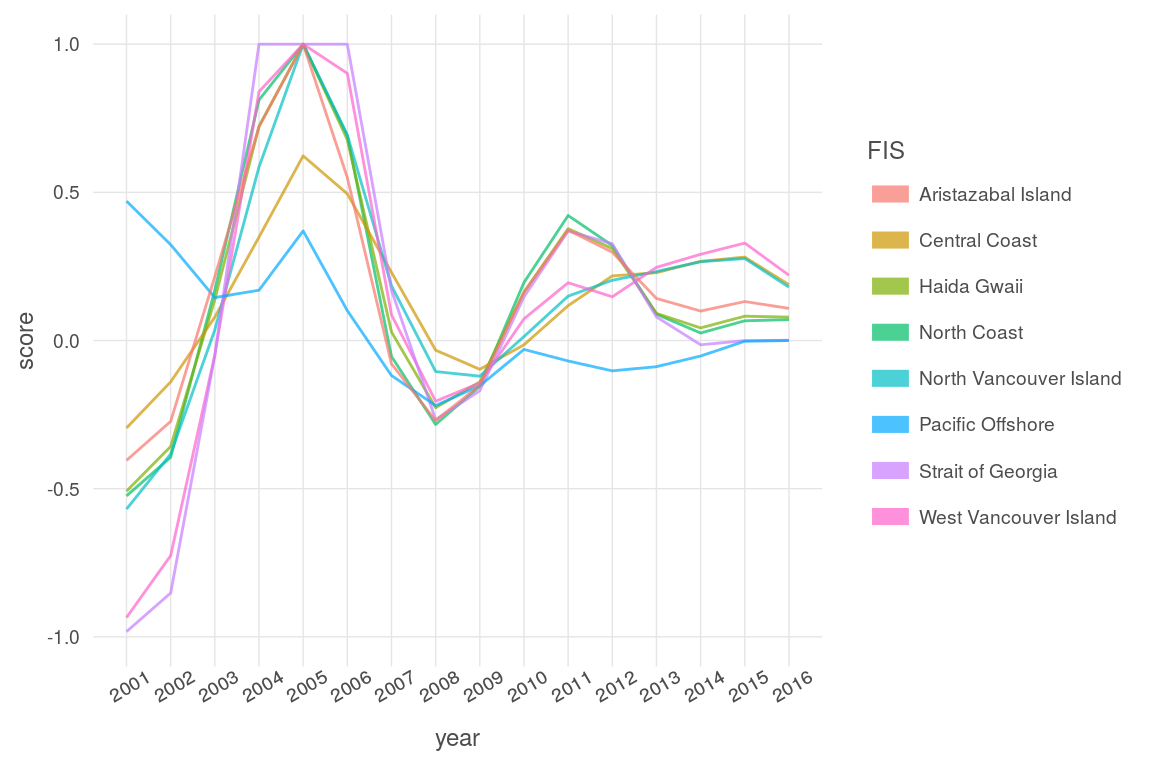 1.0
0.5
0.0
-0.5
-1.0
score
2001 2002 2003 2004 2005 2006 2007 2008 2009 2010 2011 2012 2013 2014 2015 2016
year
FIS
Aristazabal Island
Central Coast
Haida Gwaii
North Coast
North Vancouver Island
Pacific Offshore
Strait of Georgia
West Vancouver Island